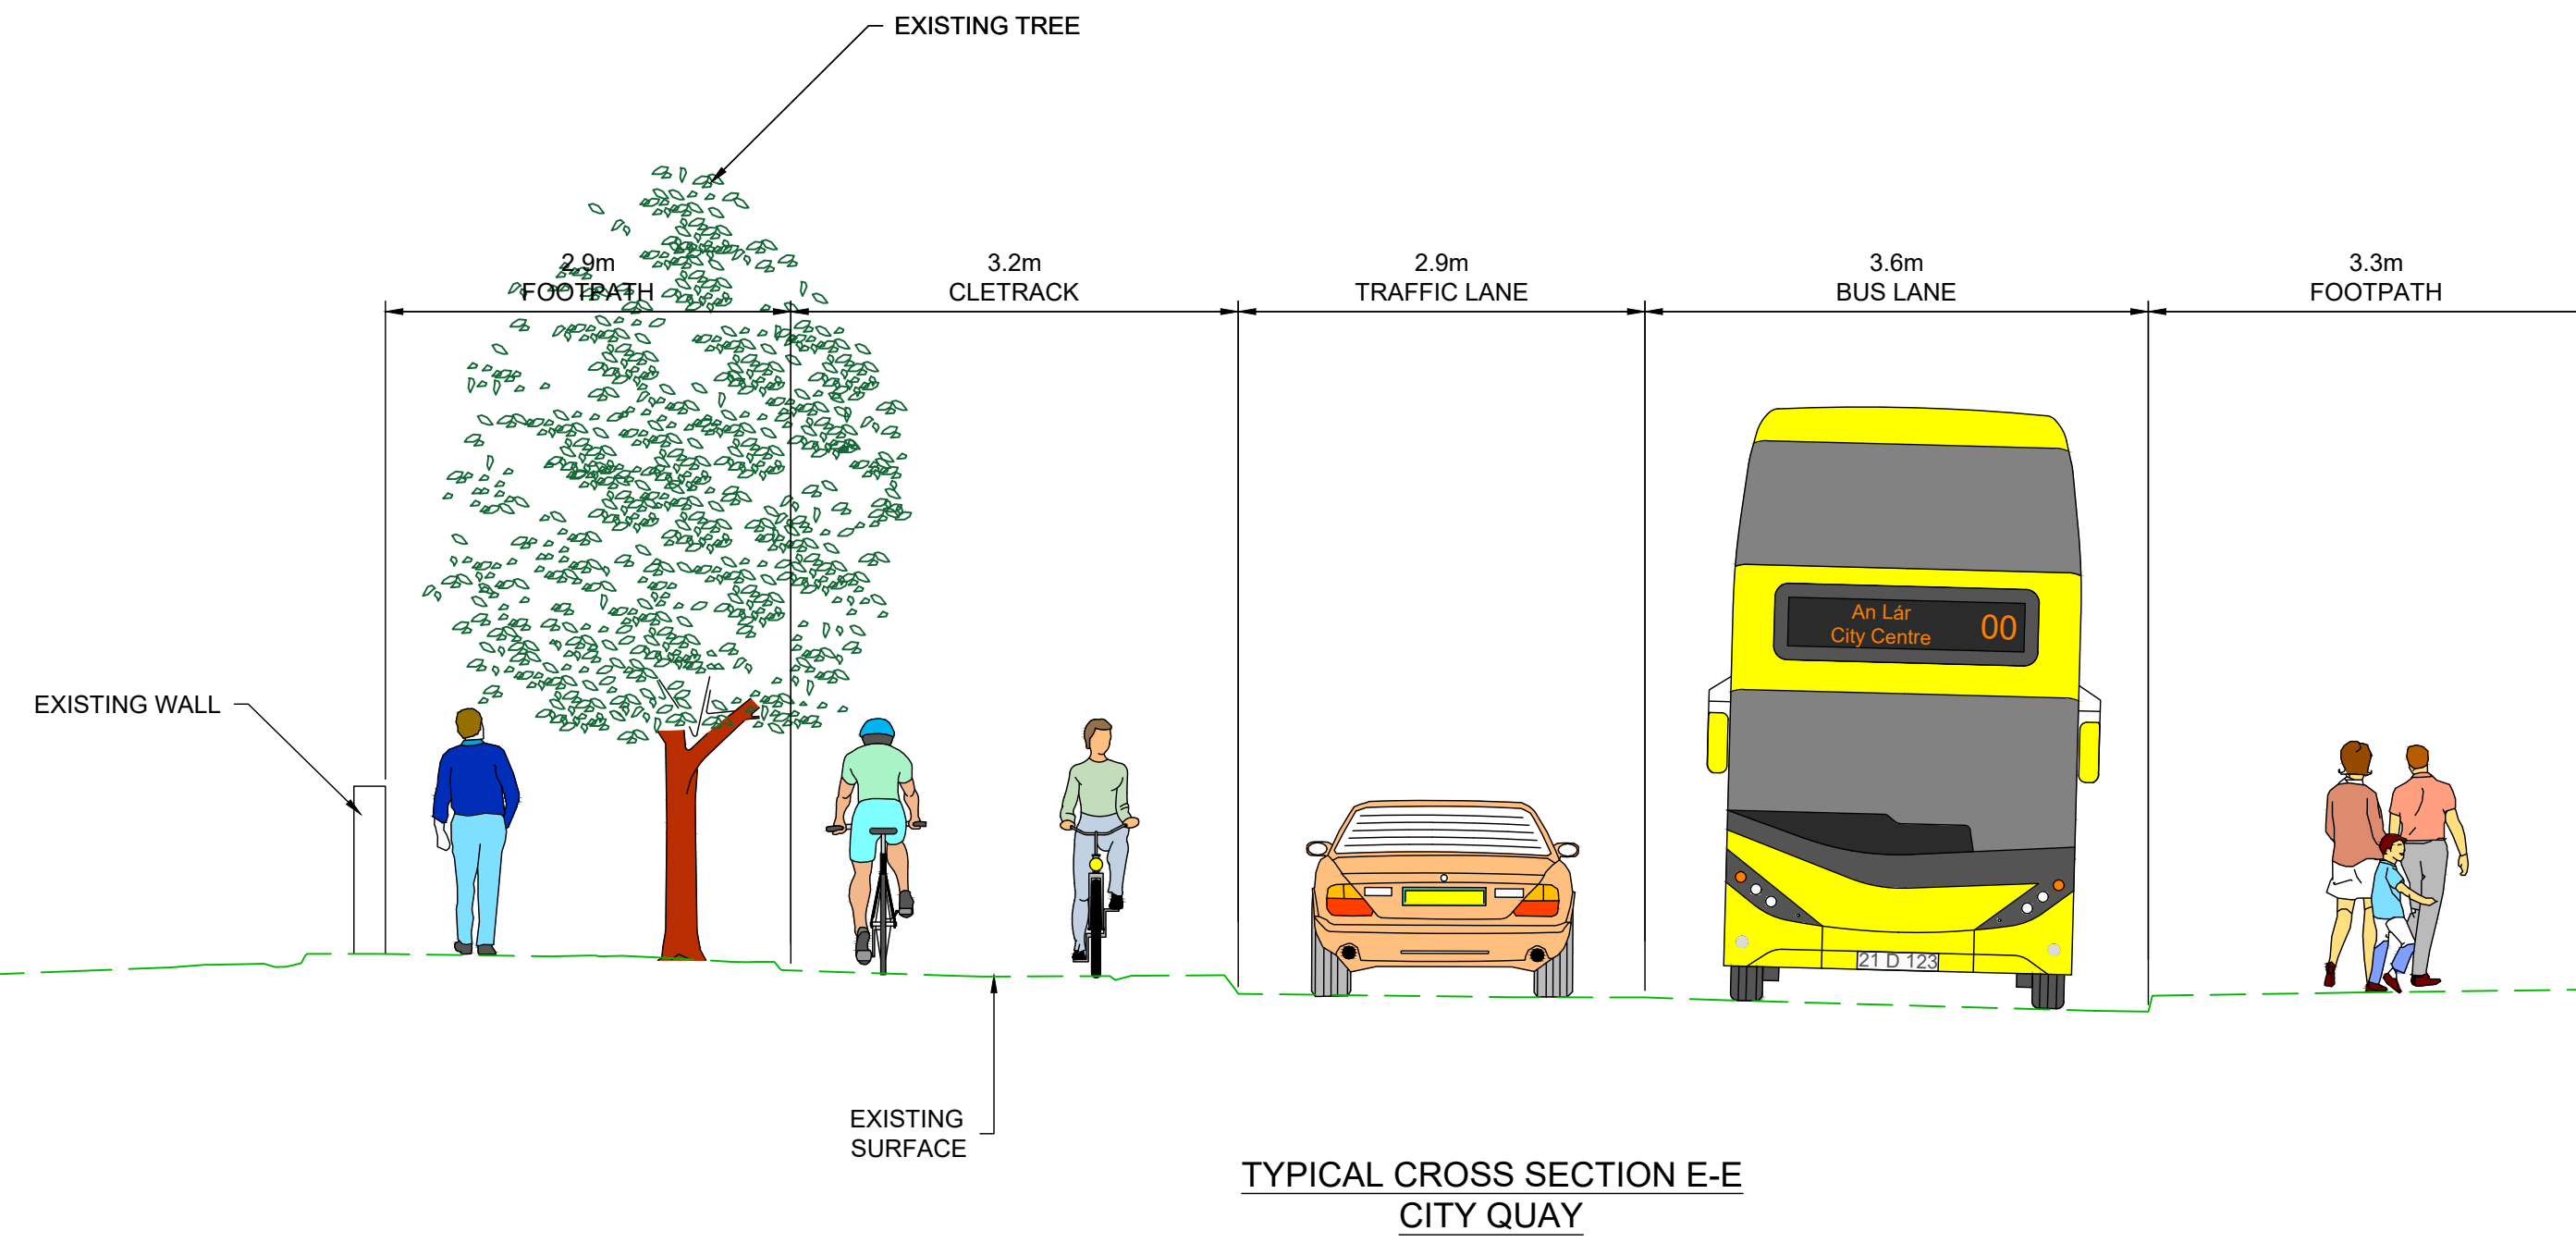 EXISTING TREE
2.9m
FOOTPATH
3.2m
CLETRACK
2.9m
TRAFFIC LANE
3.6m
BUS LANE
3.3m
FOOTPATH
An Lár
City Centre
00
EXISTING WALL
21 D 123
EXISTING
SURFACE
TYPICAL CROSS SECTION E-E
CITY QUAY